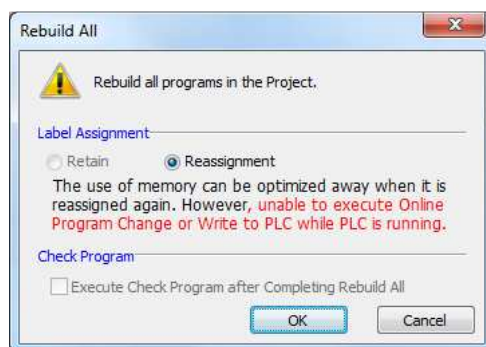 Rebuild All
Rebuild all programs in the Project.
Label Assignment
Retain Reassignment
The use of memory can be optimized away when it is
reassigned again. However, unable to execute Online
Program Change or Write to PLC while PLC is running.
Check Program
Execute Check Program after Completing Rebuild All
OK Cancel